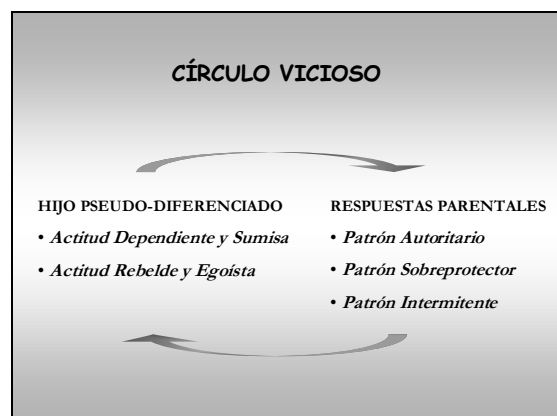 CÍRCULO VICIOSO
HIJO PSEUDO-DIFERENCIADO
• Actitud Dependiente y Sumisa
• Actitud Rebelde y Egoísta
RESPUESTAS PARENTALES
• Patrón Autoritario
• Patrón Sobreprotector
• Patrón Intermitente